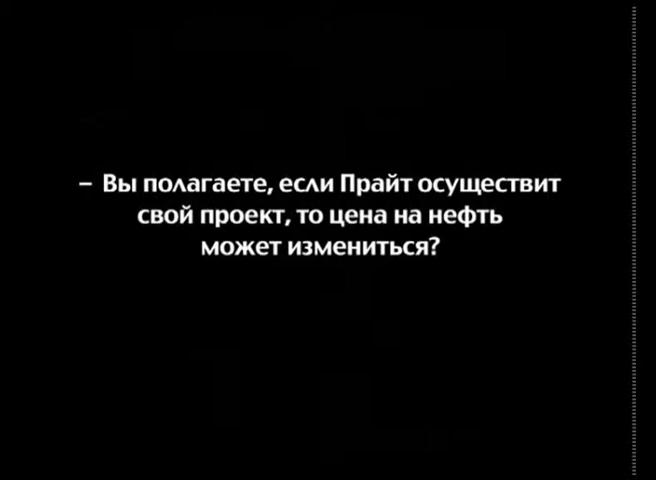 – Вы полагаете, если Прайт осуществит
свой проект, то цена на нефть
может измениться?